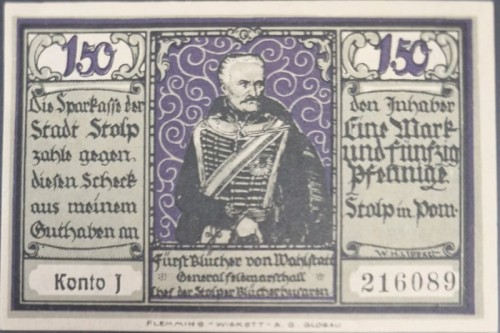 1.50
Die Sparkasse der
Stadt Stolp
zahle gegen
diesen Scheck
aus meinem
Guthaben an
Konto J
Fürst Blücher von Wahlstatt
Generalfeldmarschall
Chef der Stolper Blücherhusaren
1.50
den Inhaber
Eine Mark
und fünfzig
Pfennige
Stolp in Pom.
216089
FLEMMING-WISKOTT-A.G. GLOGAU